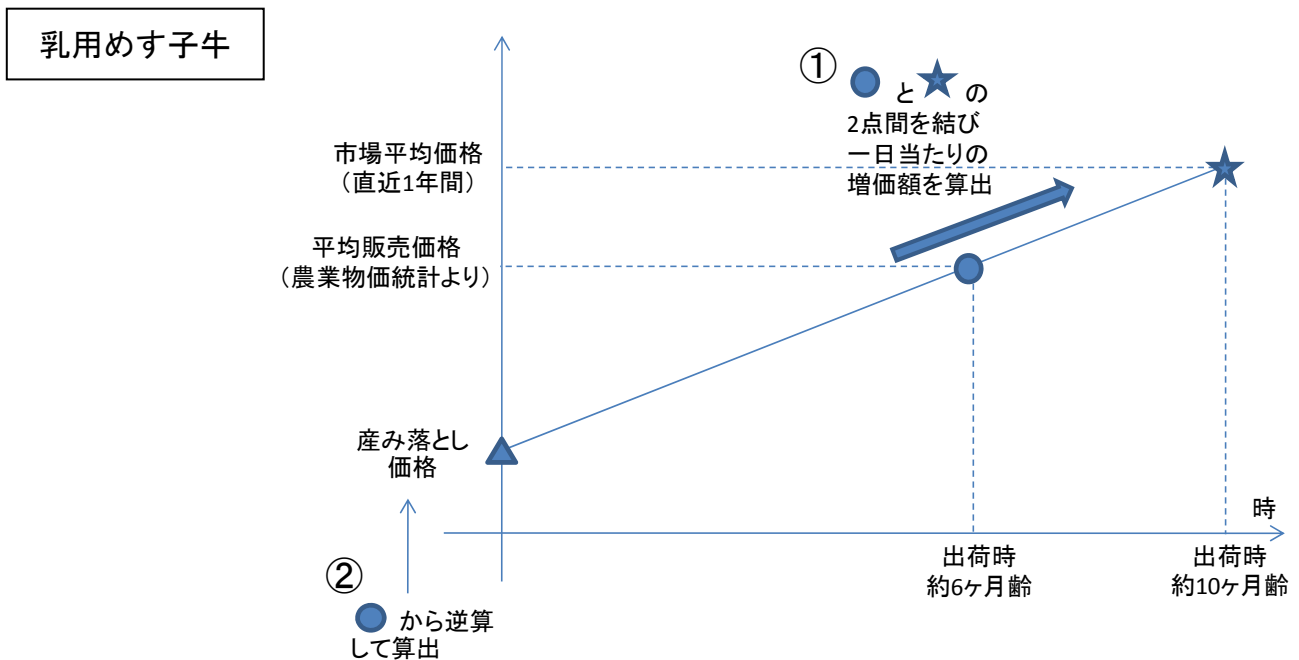 乳用めす子牛
①
と の
2点間を結び
一日当たりの
増価額を算出
市場平均価格
（直近1年間）
平均販売価格
（農業物価統計より）
産み落とし
価格
時
出荷時
約6ヶ月齢
出荷時
約10ヶ月齢
②
から逆算
して算出